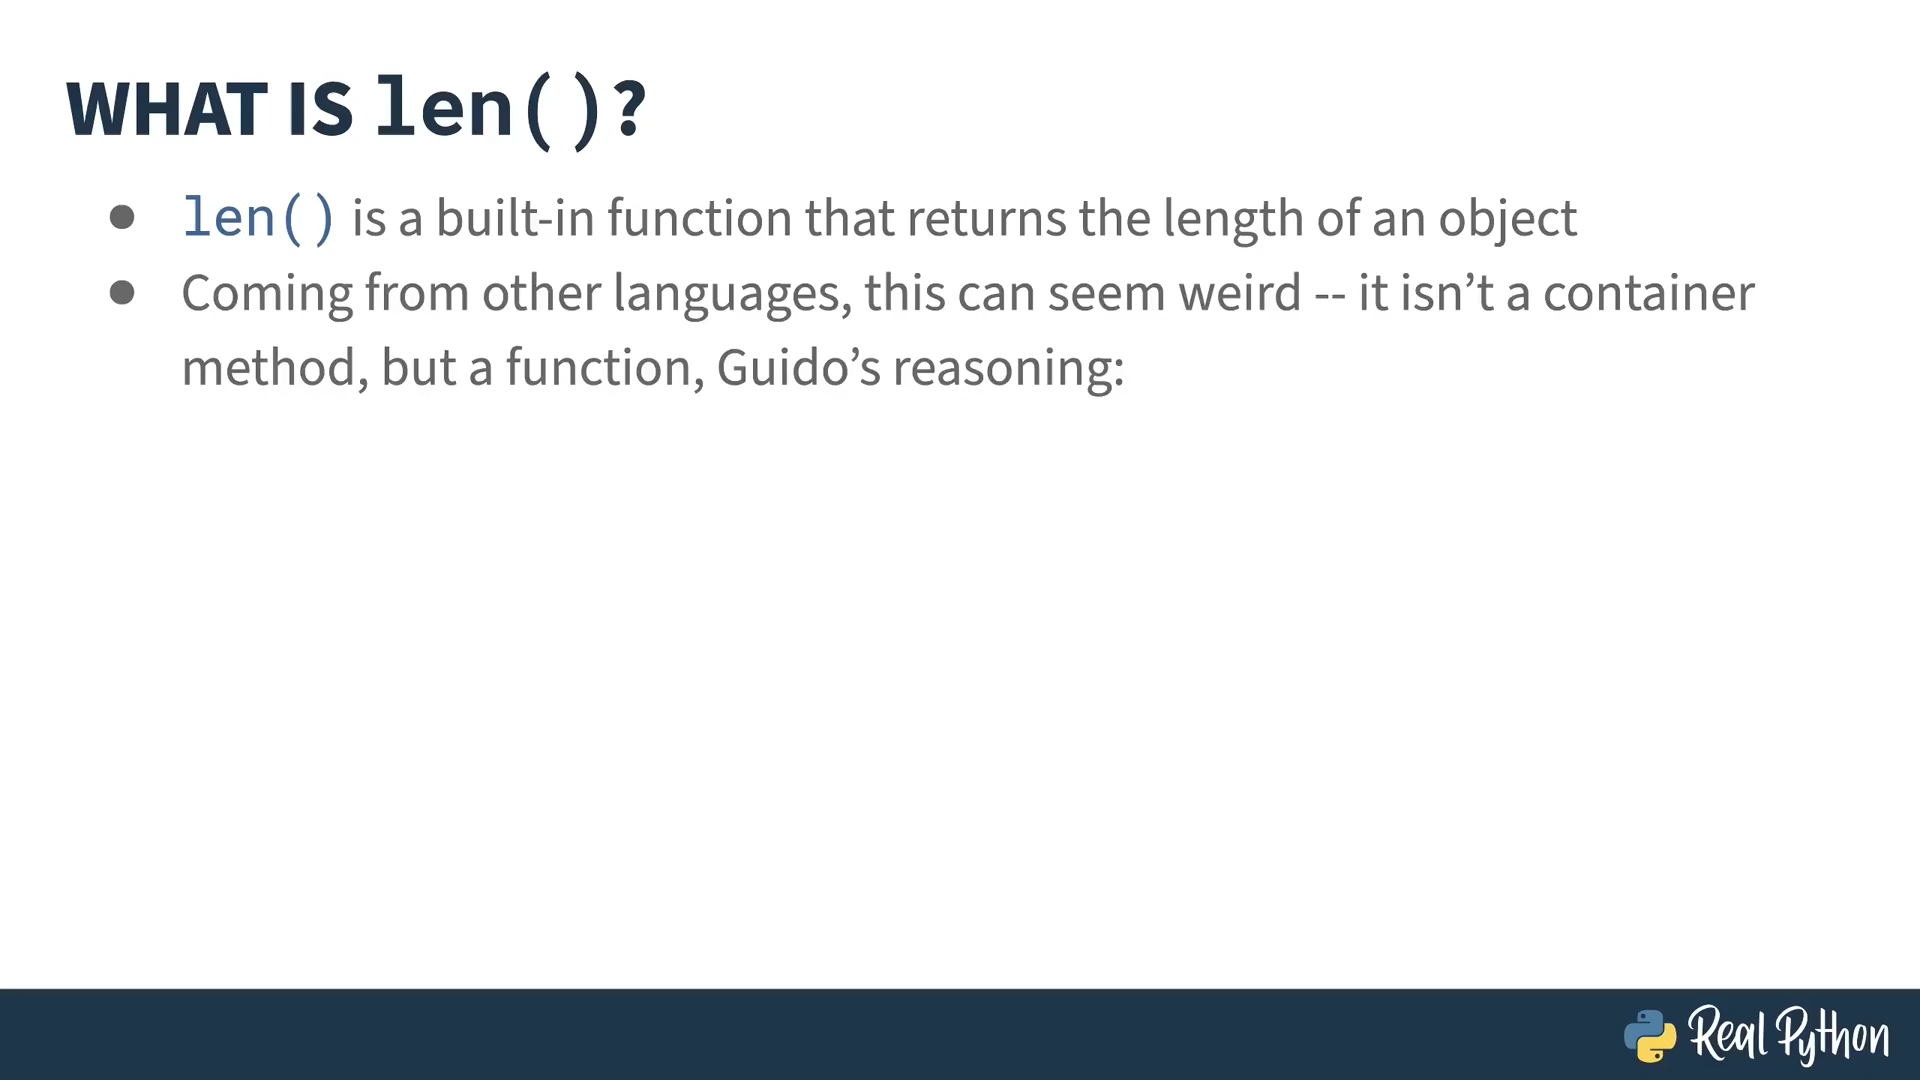 WHAT IS len()?
● len() is a built-in function that returns the length of an object
● Coming from other languages, this can seem weird -- it isn’t a container
method, but a function, Guido’s reasoning:
Real Python